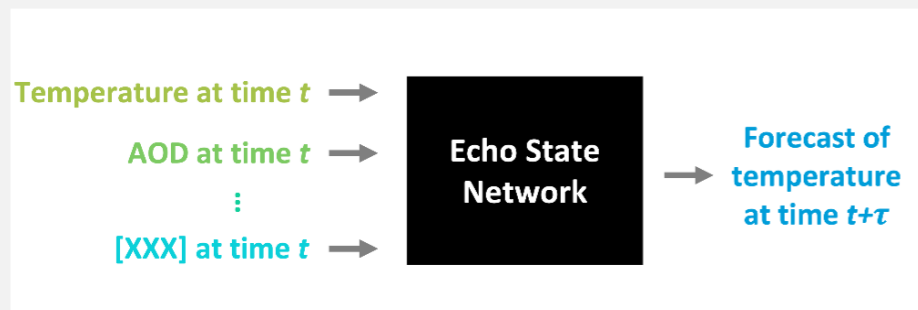 Temperature at time t
AOD at time t
⋮
[XXX] at time t
Echo State
Network
Forecast of
temperature
at time t+τ